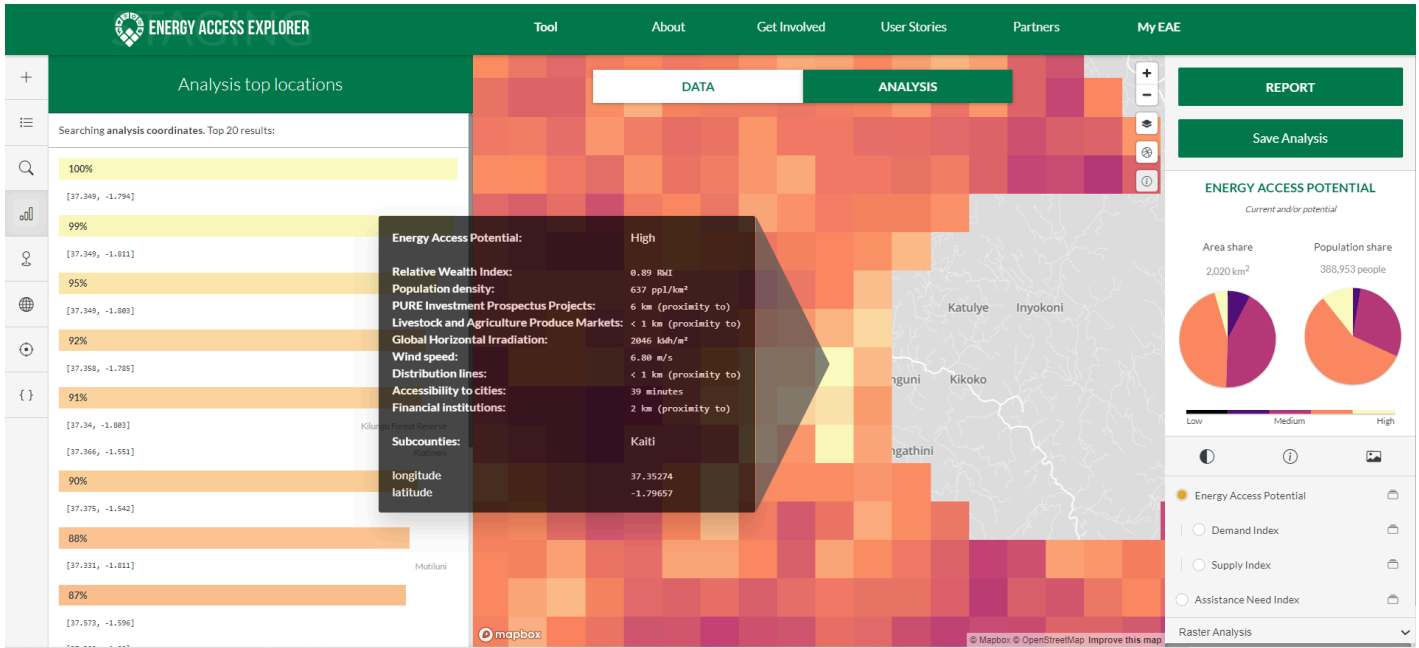 STAGING
ENERGY ACCESS EXPLORER
Tool
About
Get Involved
User Stories
Partners
My EAE
Analysis top locations
Searching analysis coordinates. Top 20 results:
100%
[37.349, -1.794]
99%
[37.349, -1.811]
95%
[37.349, -1.803]
92%
[37.358, -1.785]
91%
[37.34, -1.803]
Kilungu Forest Reserve
[37.366, -1.551]
Kiatineni
90%
[37.375, -1.542]
88%
[37.331, -1.811]
Mutiluni
87%
[37.573, -1.596]
DATA
ANALYSIS
Energy Access Potential: High
Relative Wealth Index: 0.89 RWI
Population density: 637 ppl/km²
PURE Investment Prospectus Projects: 6 km (proximity to)
Livestock and Agriculture Produce Markets: < 1 km (proximity to)
Global Horizontal Irradiation: 2046 kWh/m²
Wind speed: 6.80 m/s
Distribution lines: < 1 km (proximity to)
Accessibility to cities: 39 minutes
Financial institutions: 2 km (proximity to)
Subcounties: Kaiti
longitude 37.35274
latitude -1.79657
Katulye
Inyokoni
nguni
Kikoko
ngathini
mapbox
© Mapbox © OpenStreetMap Improve this map
REPORT
Save Analysis
ENERGY ACCESS POTENTIAL
Current and/or potential
Area share
Population share
2,020 km²
388,953 people
Low
Medium
High
Energy Access Potential
Demand Index
Supply Index
Assistance Need Index
Raster Analysis